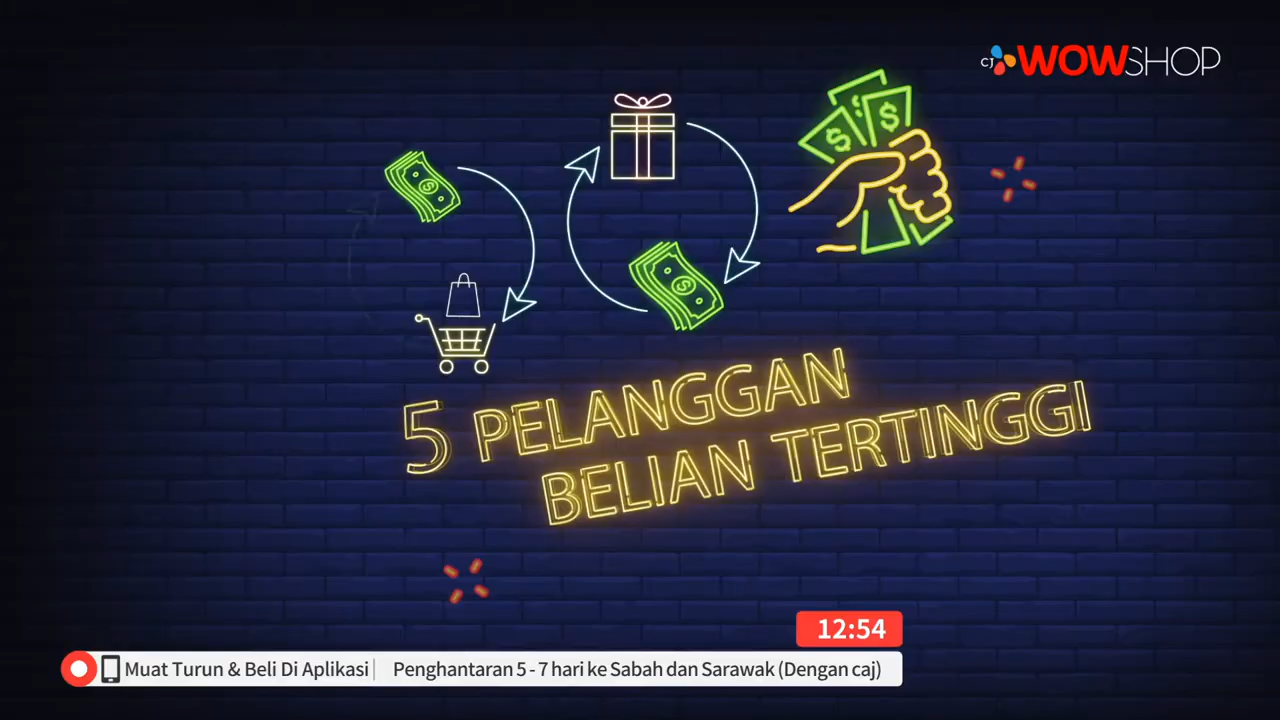 CJ WOWSHOP
5 PELANGGAN
BELIAN TERTINGGI
12:54
Muat Turun & Beli Di Aplikasi | Penghantaran 5 - 7 hari ke Sabah dan Sarawak (Dengan caj)